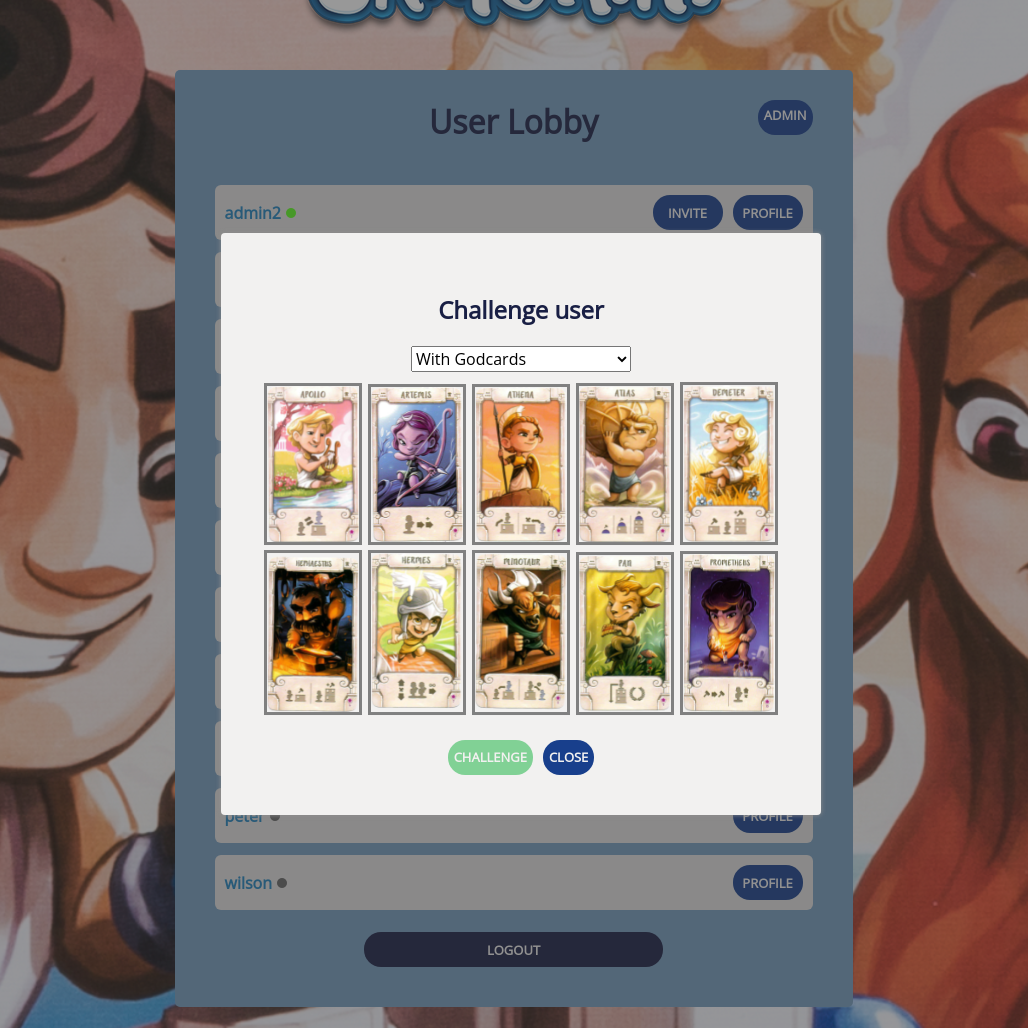 User Lobby
ADMIN
admin2
INVITE
PROFILE
Challenge user
With Godcards
APOLLO
ARTEMIS
ATHENA
ATLAS
DEMETER
HEPHAESTUS
HERMES
MINOTAUR
PAN
PROMETHEUS
CHALLENGE
CLOSE
peter
PROFILE
wilson
PROFILE
LOGOUT